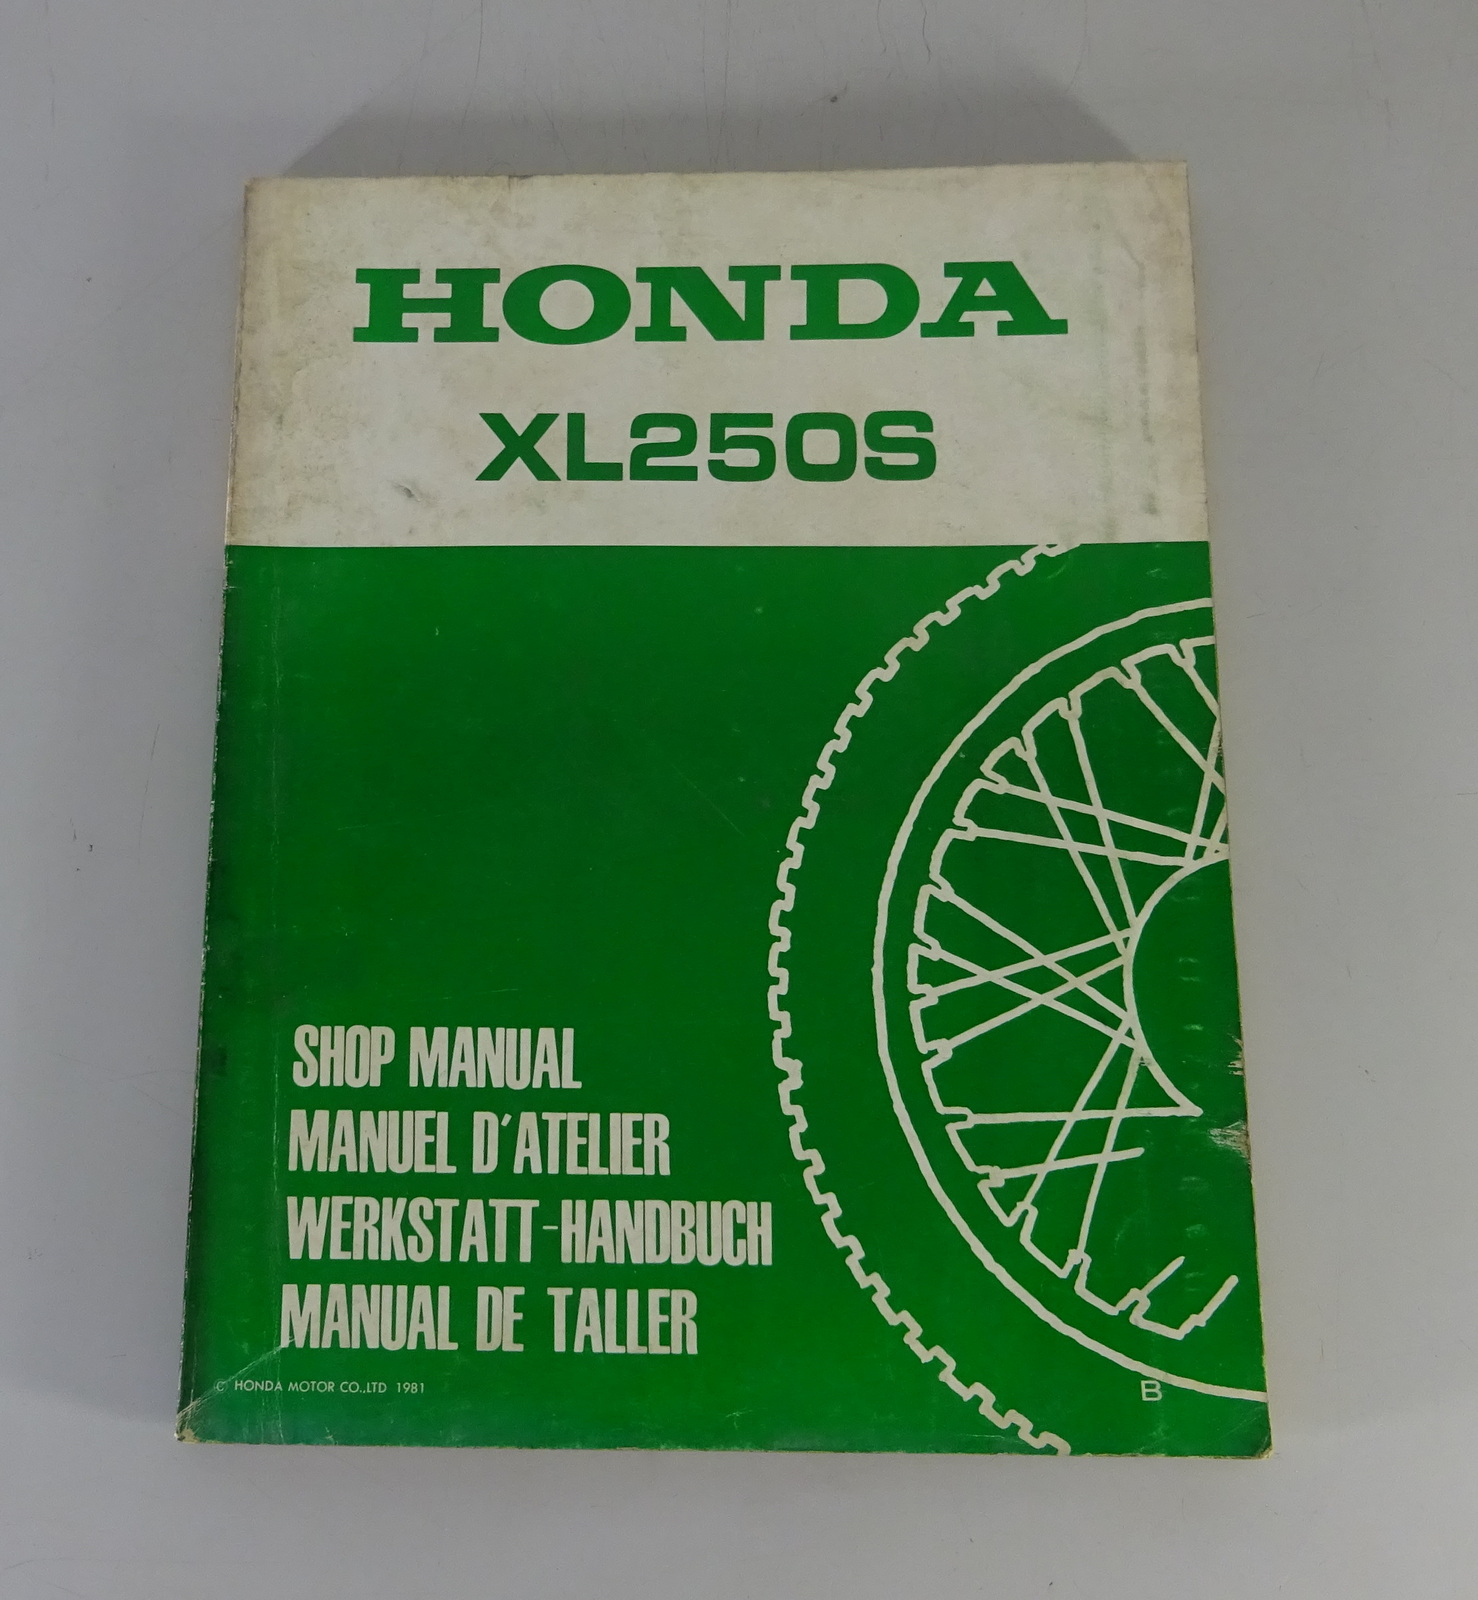 HONDA
XL250S
SHOP MANUAL
MANUEL D'ATELIER
WERKSTATT-HANDBUCH
MANUAL DE TALLER
© HONDA MOTOR CO.,LTD 1981
B